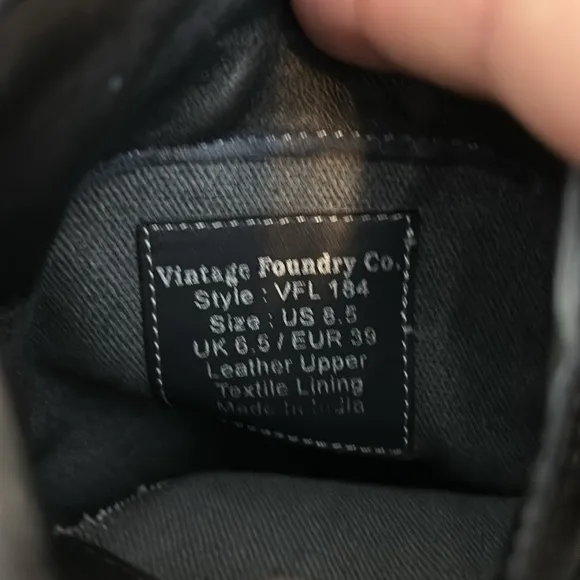 Vintage Foundry Co.
Style : VFL 184
Size : US 8.5
UK 6.5 / EUR 39
Leather Upper
Textile Lining
Made In India